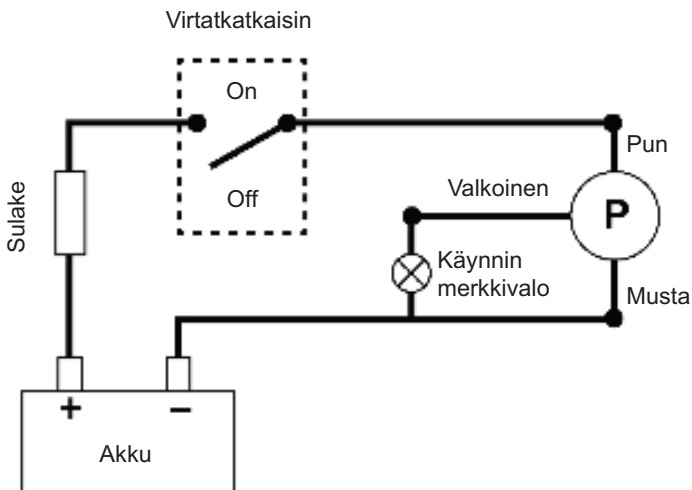 Virtatkatkaisin
On
Off
Sulake
Pun
Valkoinen
P
Käynnin
merkkivalo
Musta
+
−
Akku